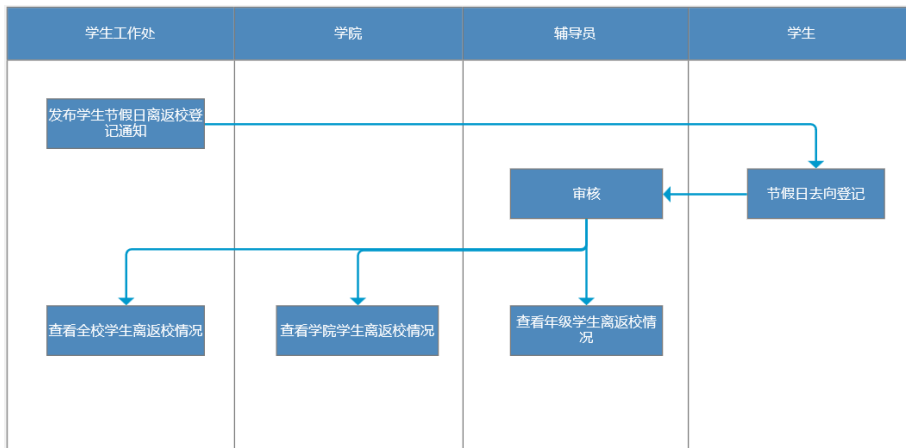 学生工作处
学院
辅导员
学生
发布学生节假日离返校登
记通知
审核
节假日去向登记
查看全校学生离返校情况
查看学院学生离返校情况
查看年级学生离返校情
况